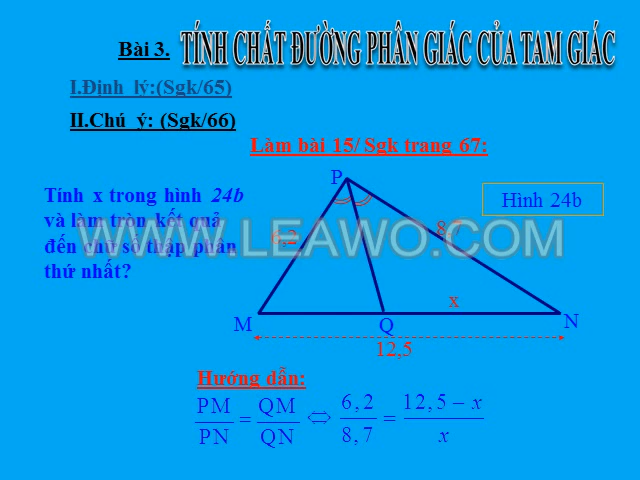 Bài 3. TÍNH CHẤT ĐƯỜNG PHÂN GIÁC CỦA TAM GIÁC
I.Định lý:(Sgk/65)
II.Chú ý: (Sgk/66)
Làm bài 15/ Sgk trang 67:
Tính x trong hình 24b
và làm tròn kết quả
đến chữ số thập phân
thứ nhất?
P
Hình 24b
6,2
8,7
WWW.LEAWO.COM
x
M
Q
N
12,5
Hướng dẫn:
PM/PN = QM/QN ⇔ 6,2/8,7 = 12,5 − x/x